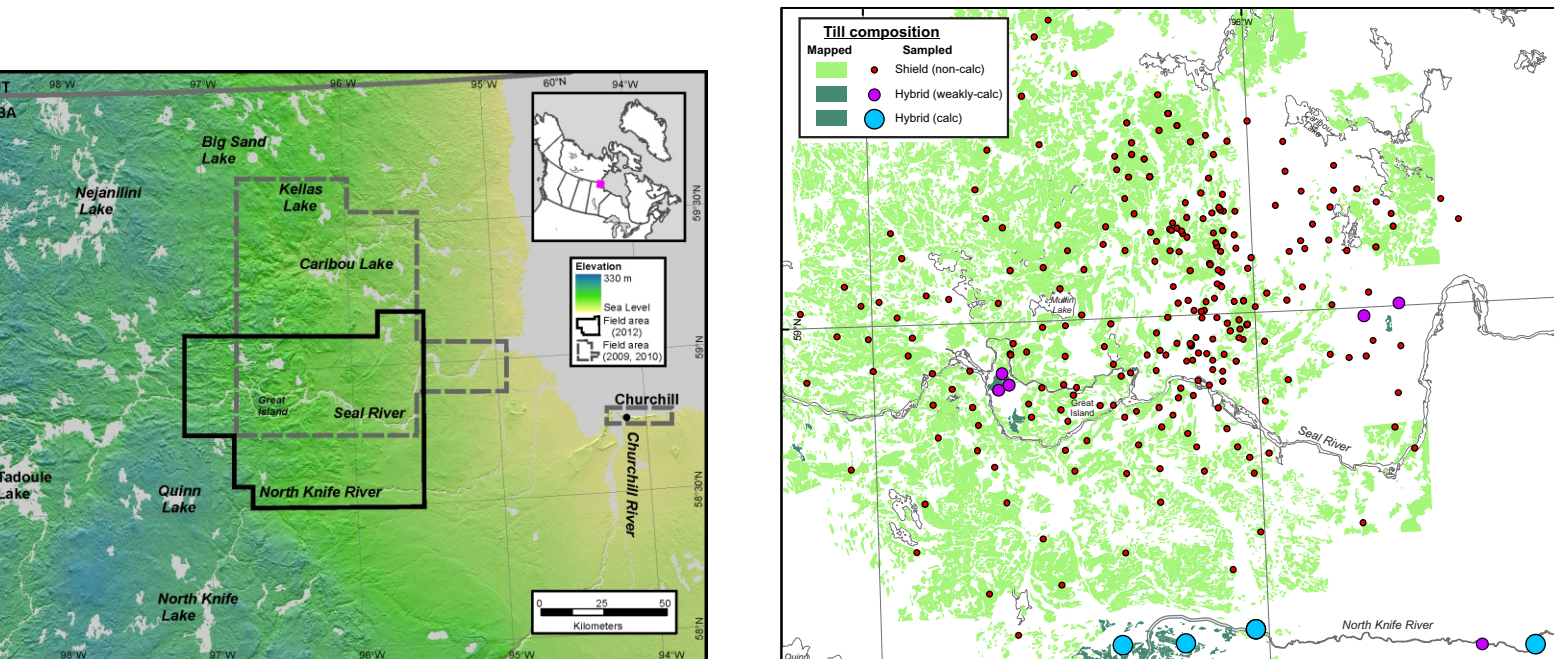 UT
98°W
97°W
96°W
95°W
60°N
94°W
BA
Big Sand
Lake
Nejanilini
Lake
Kellas
Lake
59°30'N
Caribou Lake
Elevation
330 m
Sea Level
Field area
(2012)
Field area
(2009, 2010)
59°N
Great
Island
Seal River
Churchill
Churchill River
Tadoule
Lake
Quinn
Lake
North Knife River
58°30'N
North Knife
Lake
0 25 50
Kilometers
58°N
98°W
97°W
96°W
95°W
94°W
Till composition
Mapped Sampled
Shield (non-calc)
Hybrid (weakly-calc)
Hybrid (calc)
96°W
Caribou
Lake
Mullin
Lake
59°N
Great
Island
Seal River
North Knife River
Quinn